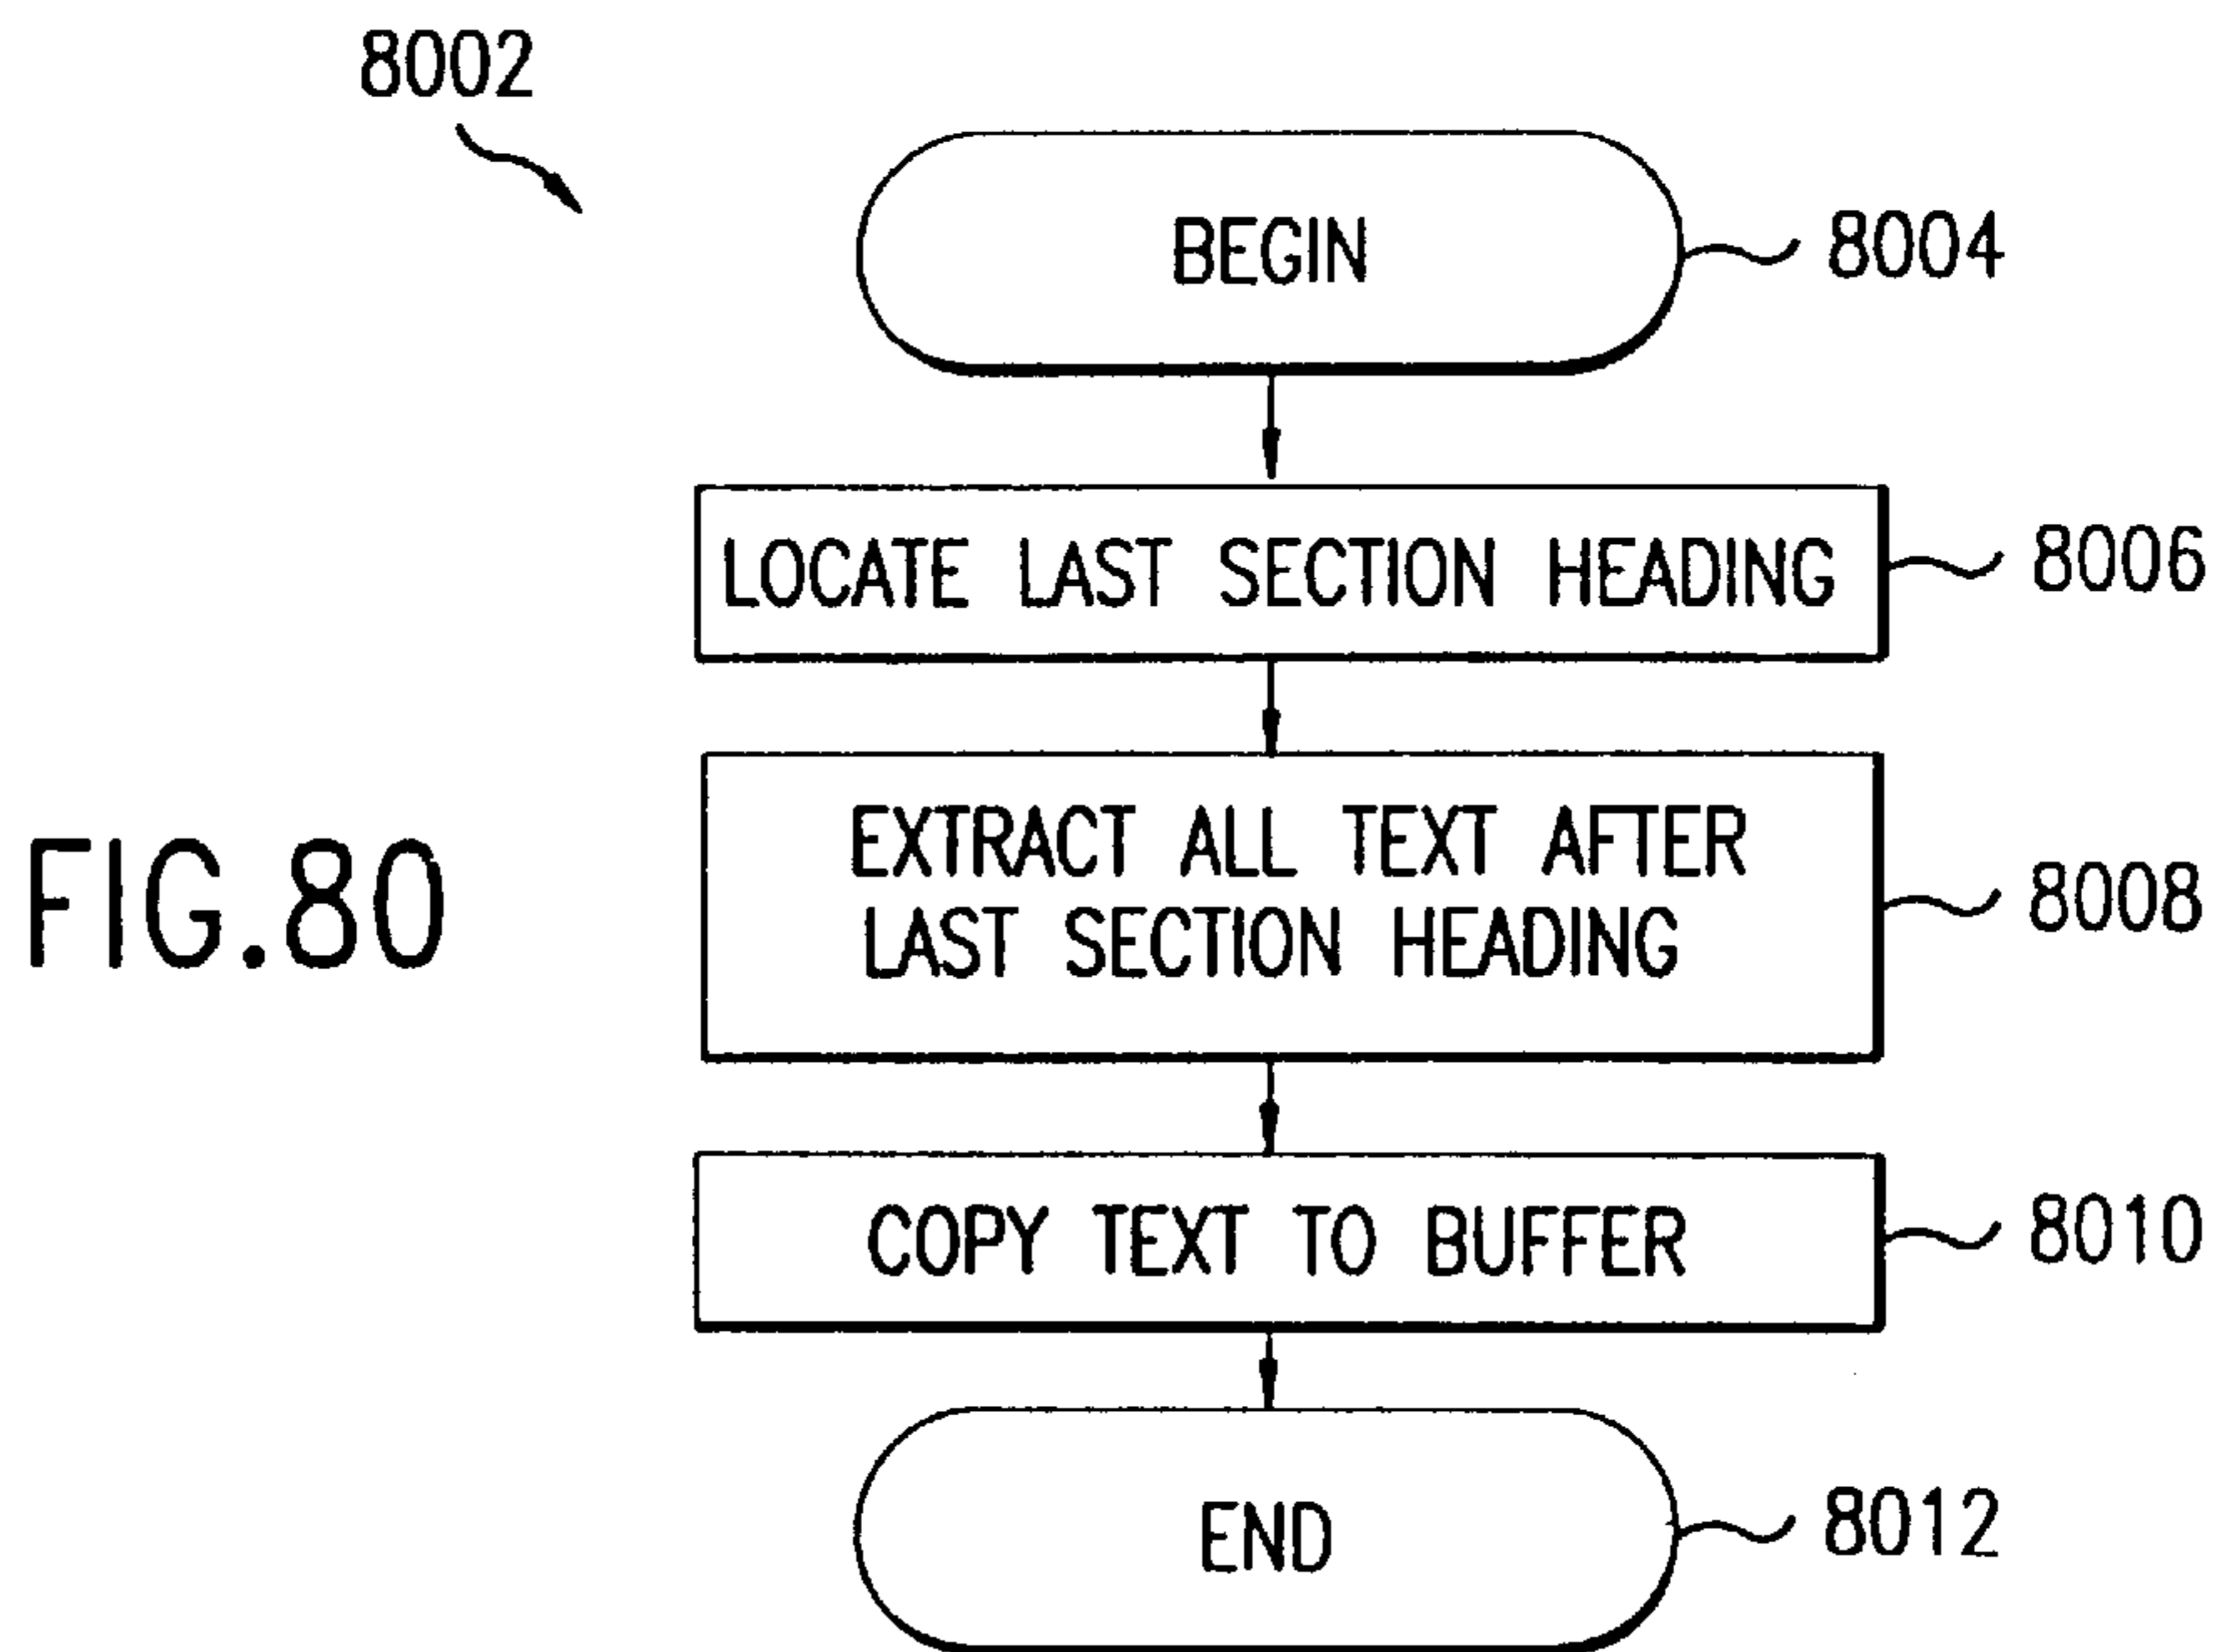 8002
BEGIN
8004
LOCATE LAST SECTION HEADING
8006
EXTRACT ALL TEXT AFTER
LAST SECTION HEADING
8008
FIG.80
COPY TEXT TO BUFFER
8010
END
8012